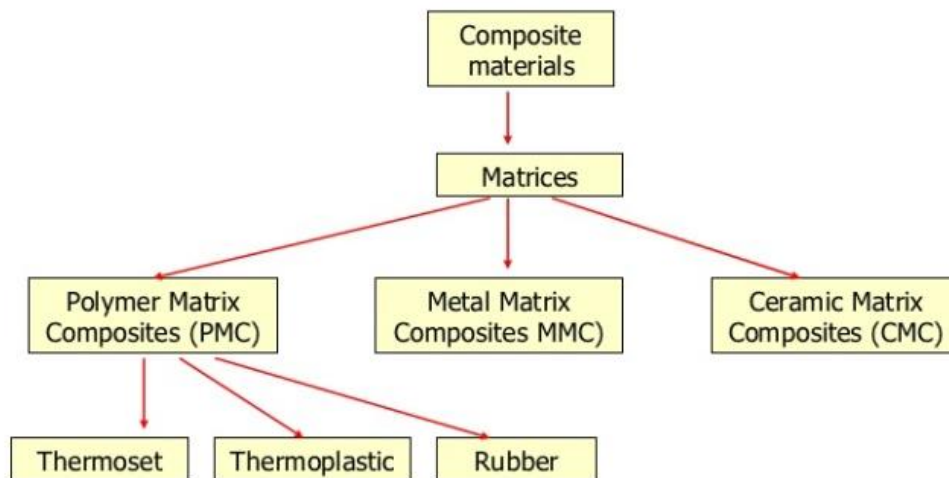 Composite
materials
Matrices
Polymer Matrix
Composites (PMC)
Metal Matrix
Composites MMC)
Ceramic Matrix
Composites (CMC)
Thermoset
Thermoplastic
Rubber